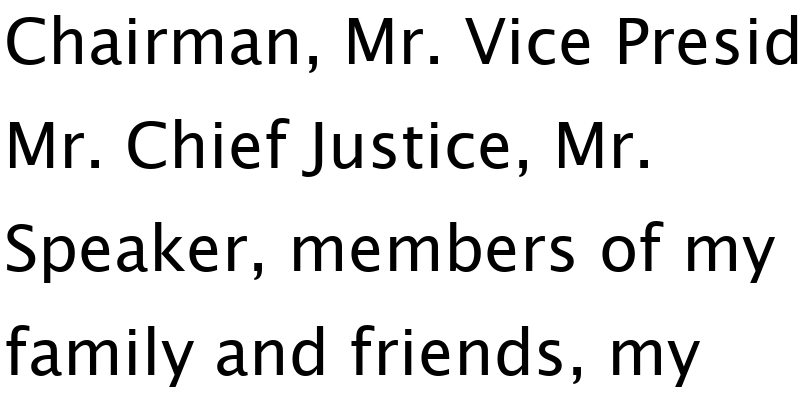 Chairman, Mr. Vice Presid
Mr. Chief Justice, Mr.
Speaker, members of my
family and friends, my